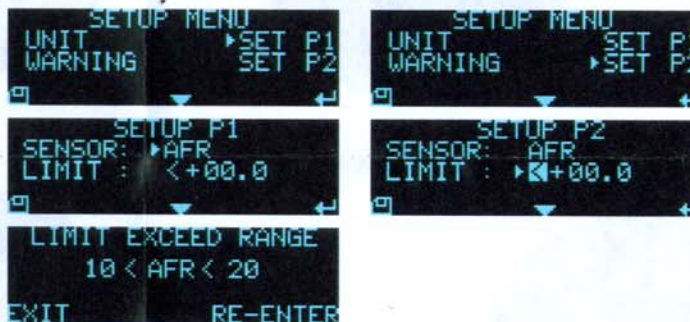 SETUP MENU
UNIT ▸SET P1
WARNING SET P2
SETUP MENU
UNIT SET P
WARNING ▸SET P2
SETUP P1
SENSOR: ▸AFR
LIMIT : <+00.0
SETUP P2
SENSOR: AFR
LIMIT : ▸<+00.0
LIMIT EXCEED RANGE
10 < AFR < 20
EXIT RE-ENTER